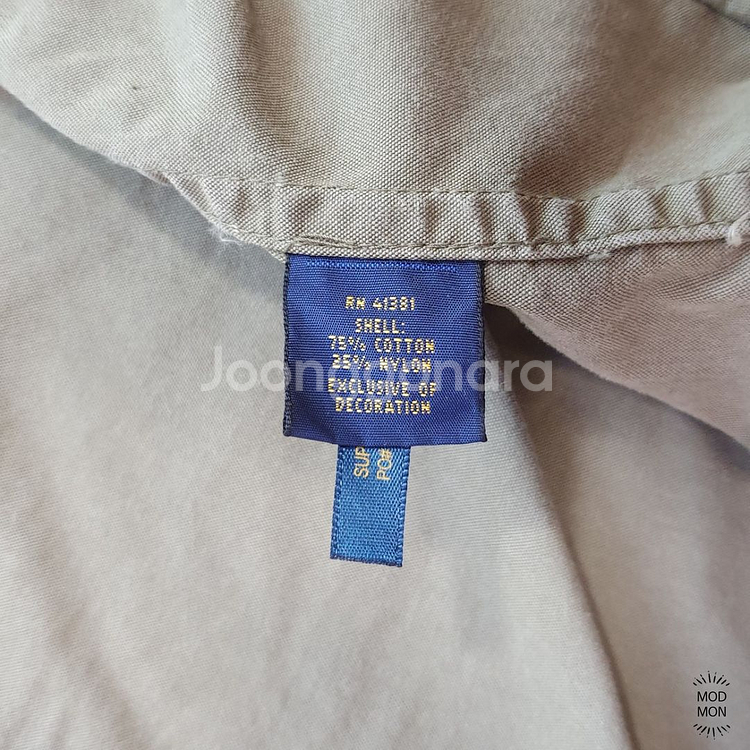 RN 41381
SHELL:
75% COTTON
25% NYLON
EXCLUSIVE OF
DECORATION
SUP
PO#
Joonggonara
MOD
MON